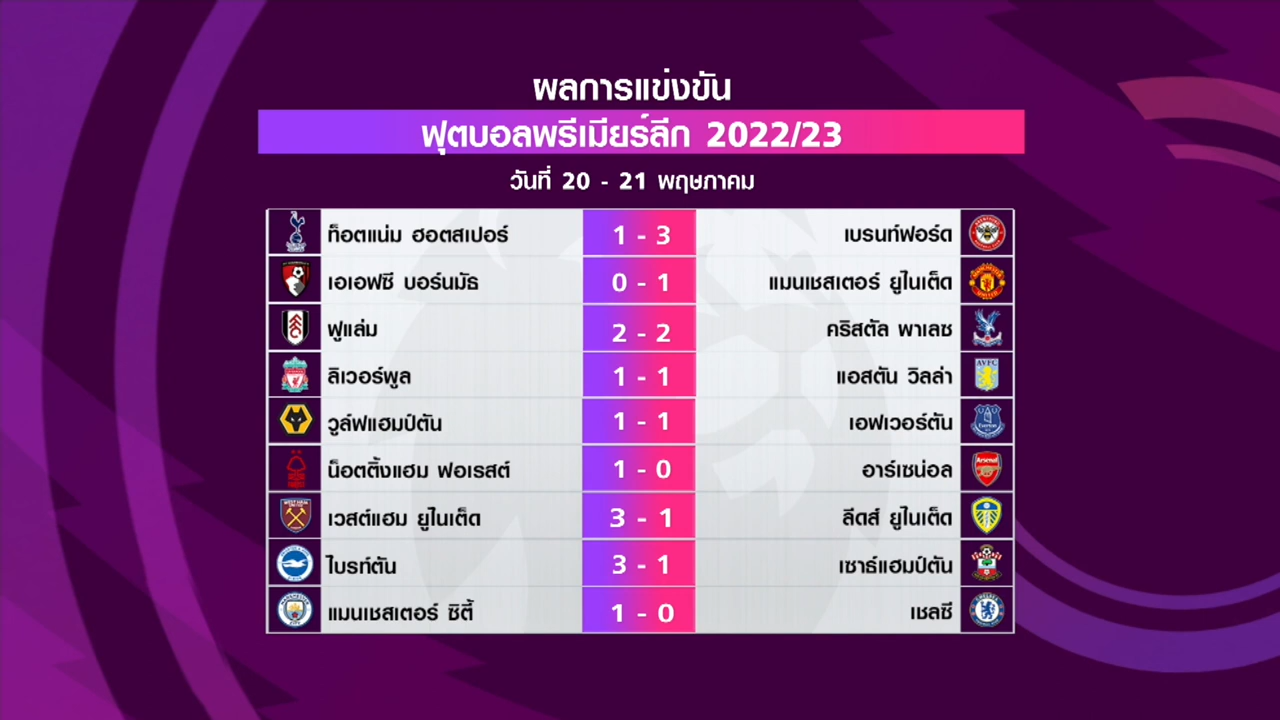 ผลการแข่งขัน
ฟุตบอลพรีเมียร์ลีก 2022/23
วันที่ 20 - 21 พฤษภาคม
ท็อตแน่ม ฮอตสเปอร์ 1 - 3 เบรนท์ฟอร์ด
เอเอฟซี บอร์นมัธ 0 - 1 แมนเชสเตอร์ ยูไนเต็ด
ฟูแล่ม 2 - 2 คริสตัล พาเลซ
ลิเวอร์พูล 1 - 1 แอสตัน วิลล่า
วูล์ฟแฮมป์ตัน 1 - 1 เอฟเวอร์ตัน
น็อตติ้งแฮม ฟอเรสต์ 1 - 0 อาร์เซน่อล
เวสต์แฮม ยูไนเต็ด 3 - 1 ลีดส์ ยูไนเต็ด
ไบรท์ตัน 3 - 1 เซาธ์แฮมป์ตัน
แมนเชสเตอร์ ซิตี้ 1 - 0 เชลซี